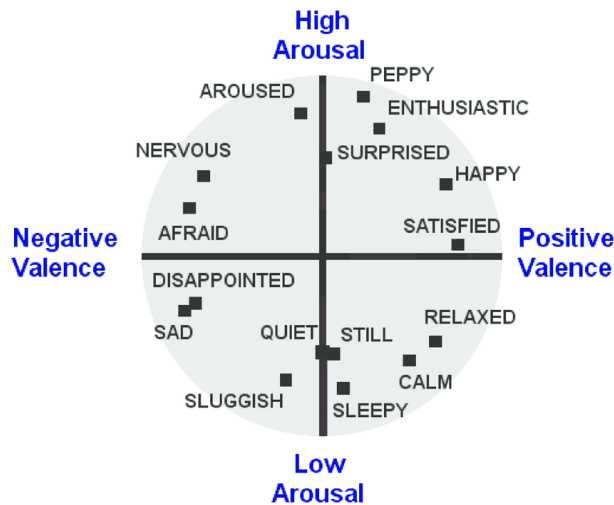 High
Arousal
PEPPY
AROUSED
ENTHUSIASTIC
NERVOUS
SURPRISED
HAPPY
AFRAID
SATISFIED
Negative
Valence
Positive
Valence
DISAPPOINTED
SAD
QUIET
STILL
RELAXED
CALM
SLUGGISH
SLEEPY
Low
Arousal